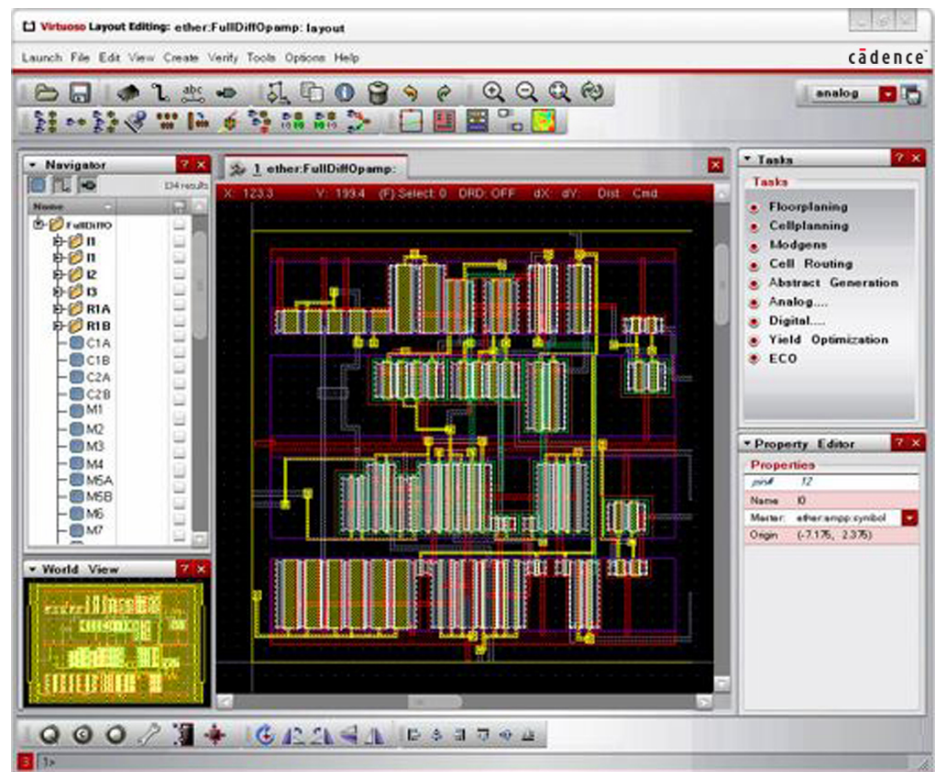 Virtuoso Layout Editing: ether:FullDiffOpamp: layout
Launch File Edit View Create Verify Tools Options Help
cādence
abc
analog
Navigator
? ×
134 results
Name
FullDiffO
I1
I1
I2
I3
R1A
R1B
C1A
C1B
C2A
C2B
M1
M2
M3
M4
M5A
M5B
M6
M7
World View
? ×
1 ether:FullDiffOpamp:
X: 123.3 Y: 199.4 (F) Select: 0 DRD: OFF dX: dY: Dist Cmd
Tasks
? ×
Tasks
Floorplaning
Cellplanning
Modgens
Cell Routing
Abstract Generation
Analog....
Digital....
Yield Optimization
ECO
Property Editor
? ×
Properties
pin# 12
Name I0
Master: ether:ampp:symbol
Origin (-7.175, 2.375)
3 1>